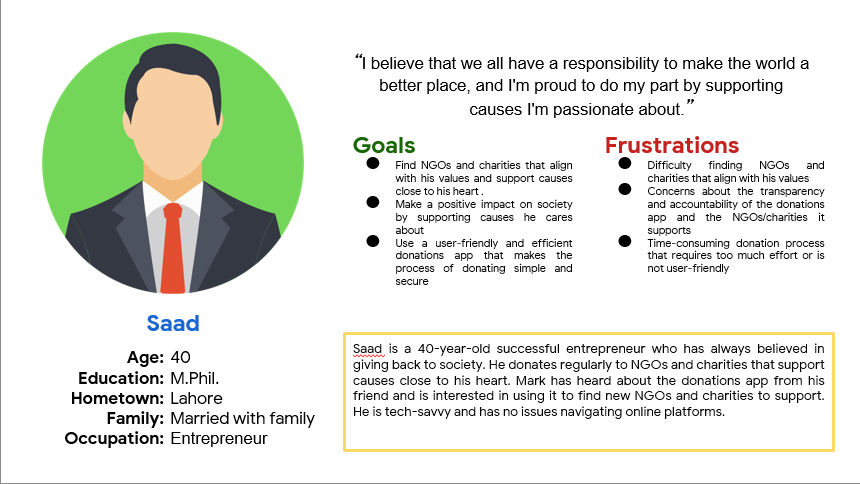 “I believe that we all have a responsibility to make the world a
better place, and I'm proud to do my part by supporting
causes I'm passionate about.”
Goals
● Find NGOs and charities that align
with his values and support causes
close to his heart .
● Make a positive impact on society
by supporting causes he cares
about
● Use a user-friendly and efficient
donations app that makes the
process of donating simple and
secure
Frustrations
● Difficulty finding NGOs and
charities that align with his values
● Concerns about the transparency
and accountability of the donations
app and the NGOs/charities it
supports
● Time-consuming donation process
that requires too much effort or is
not user-friendly
Saad
Age: 40
Education: M.Phil.
Hometown: Lahore
Family: Married with family
Occupation: Entrepreneur
Saad is a 40-year-old successful entrepreneur who has always believed in
giving back to society. He donates regularly to NGOs and charities that support
causes close to his heart. Mark has heard about the donations app from his
friend and is interested in using it to find new NGOs and charities to support.
He is tech-savvy and has no issues navigating online platforms.